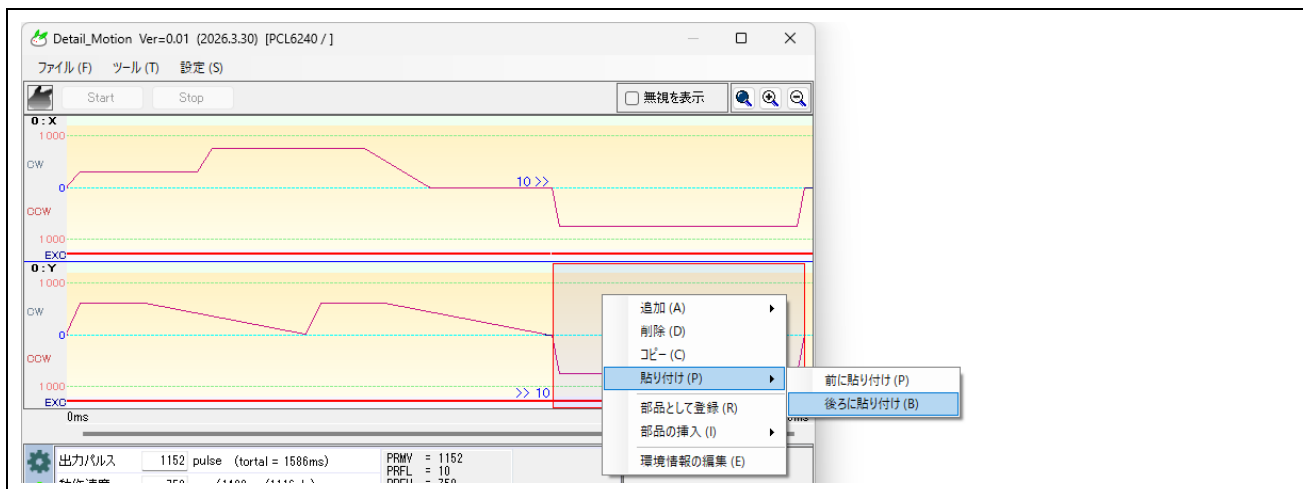 Detail_Motion Ver=0.01 (2026.3.30) [PCL6240 / ]
ファイル (F) ツール (T) 設定 (S)
Start Stop 無視を表示
0 : X
1000
CW
0
10 >>
CCW
1000
EXC
0 : Y
1000
CW
0
CCW
1000
>> 10
EXC
0ms
追加 (A)
削除 (D)
コピー (C)
貼り付け (P)
部品として登録 (R)
部品の挿入 (I)
環境情報の編集 (E)
前に貼り付け (P)
後ろに貼り付け (B)
出力パルス 1152 pulse (tortal = 1586ms)
PRMV = 1152
PRFL = 10